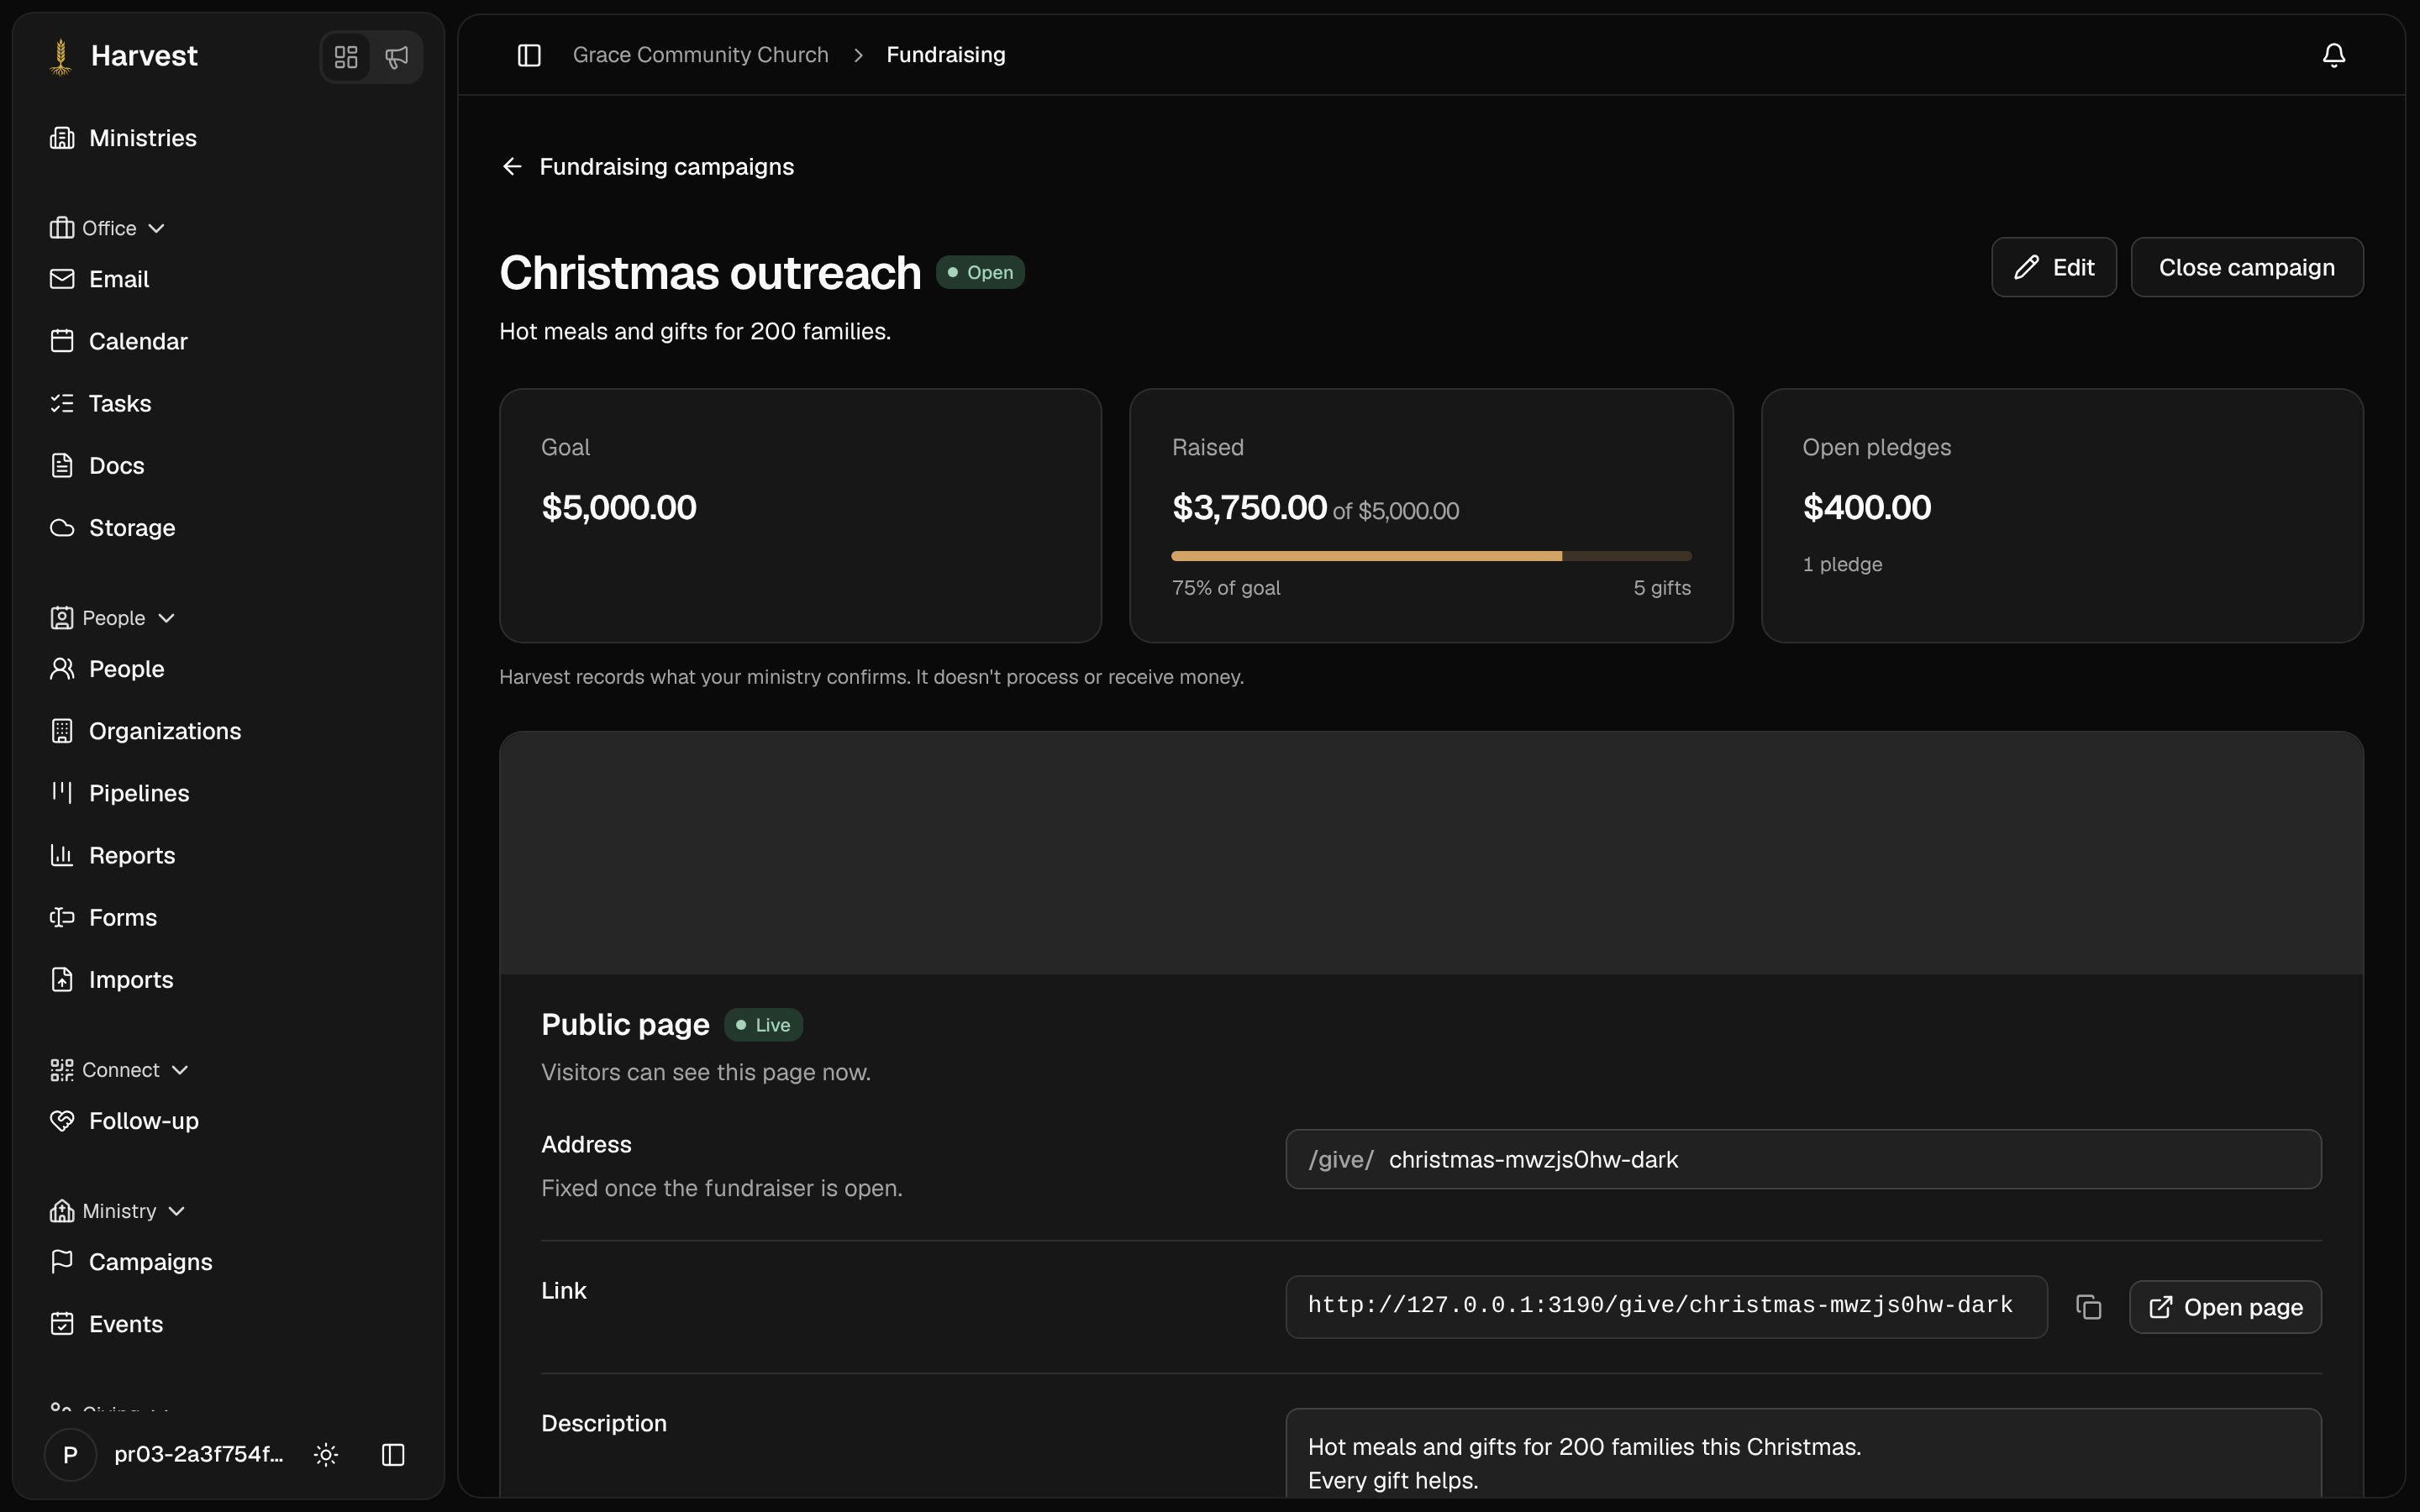 Harvest
Ministries
Office
Email
Calendar
Tasks
Docs
Storage
People
People
Organizations
Pipelines
Reports
Forms
Imports
Connect
Follow-up
Ministry
Campaigns
Events
P
pr03-2a3f754f...
Grace Community Church > Fundraising
Fundraising campaigns
Christmas outreach
Open
Edit
Close campaign
Hot meals and gifts for 200 families.
Goal
$5,000.00
Raised
$3,750.00 of $5,000.00
75% of goal
5 gifts
Open pledges
$400.00
1 pledge
Harvest records what your ministry confirms. It doesn't process or receive money.
Public page
Live
Visitors can see this page now.
Address
Fixed once the fundraiser is open.
/give/ christmas-mwzjs0hw-dark
Link
http://127.0.0.1:3190/give/christmas-mwzjs0hw-dark
Open page
Description
Hot meals and gifts for 200 families this Christmas.
Every gift helps.